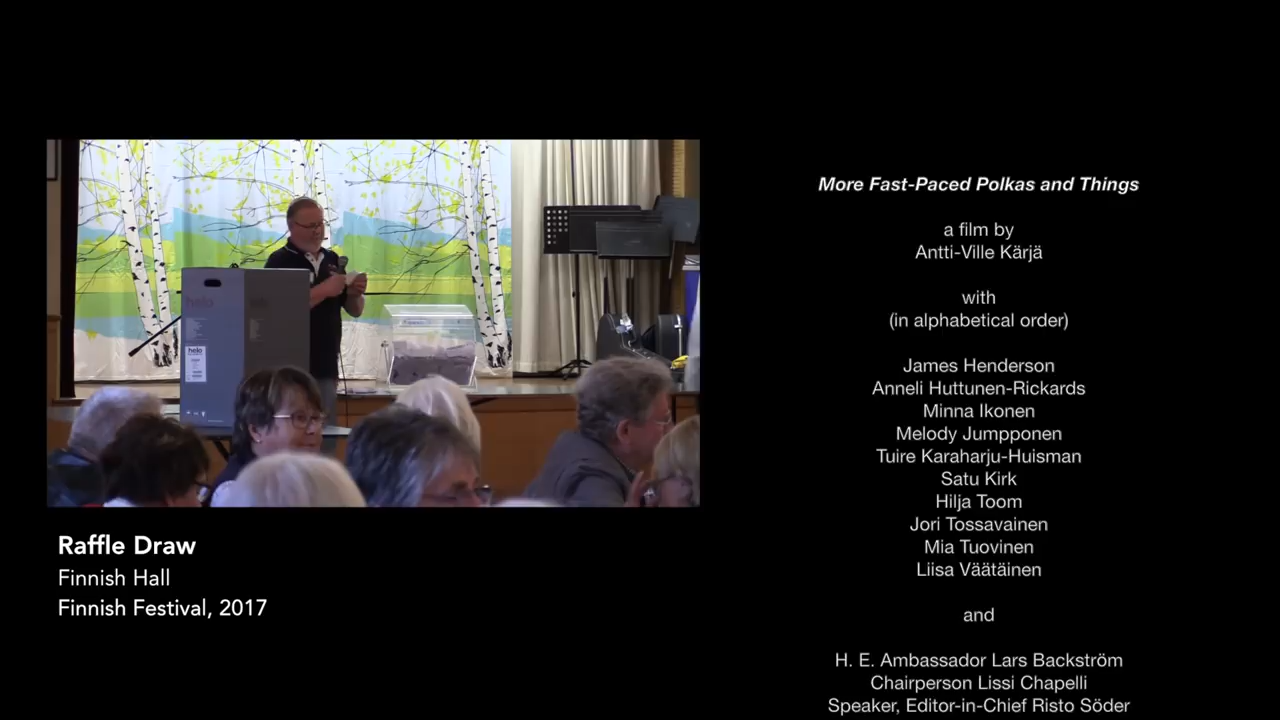 helo
helo
Raffle Draw
Finnish Hall
Finnish Festival, 2017
More Fast-Paced Polkas and Things
a film by
Antti-Ville Kärjä
with
(in alphabetical order)
James Henderson
Anneli Huttunen-Rickards
Minna Ikonen
Melody Jumpponen
Tuire Karaharju-Huisman
Satu Kirk
Hilja Toom
Jori Tossavainen
Mia Tuovinen
Liisa Väätäinen
and
H. E. Ambassador Lars Backström
Chairperson Lissi Chapelli
Speaker, Editor-in-Chief Risto Söder